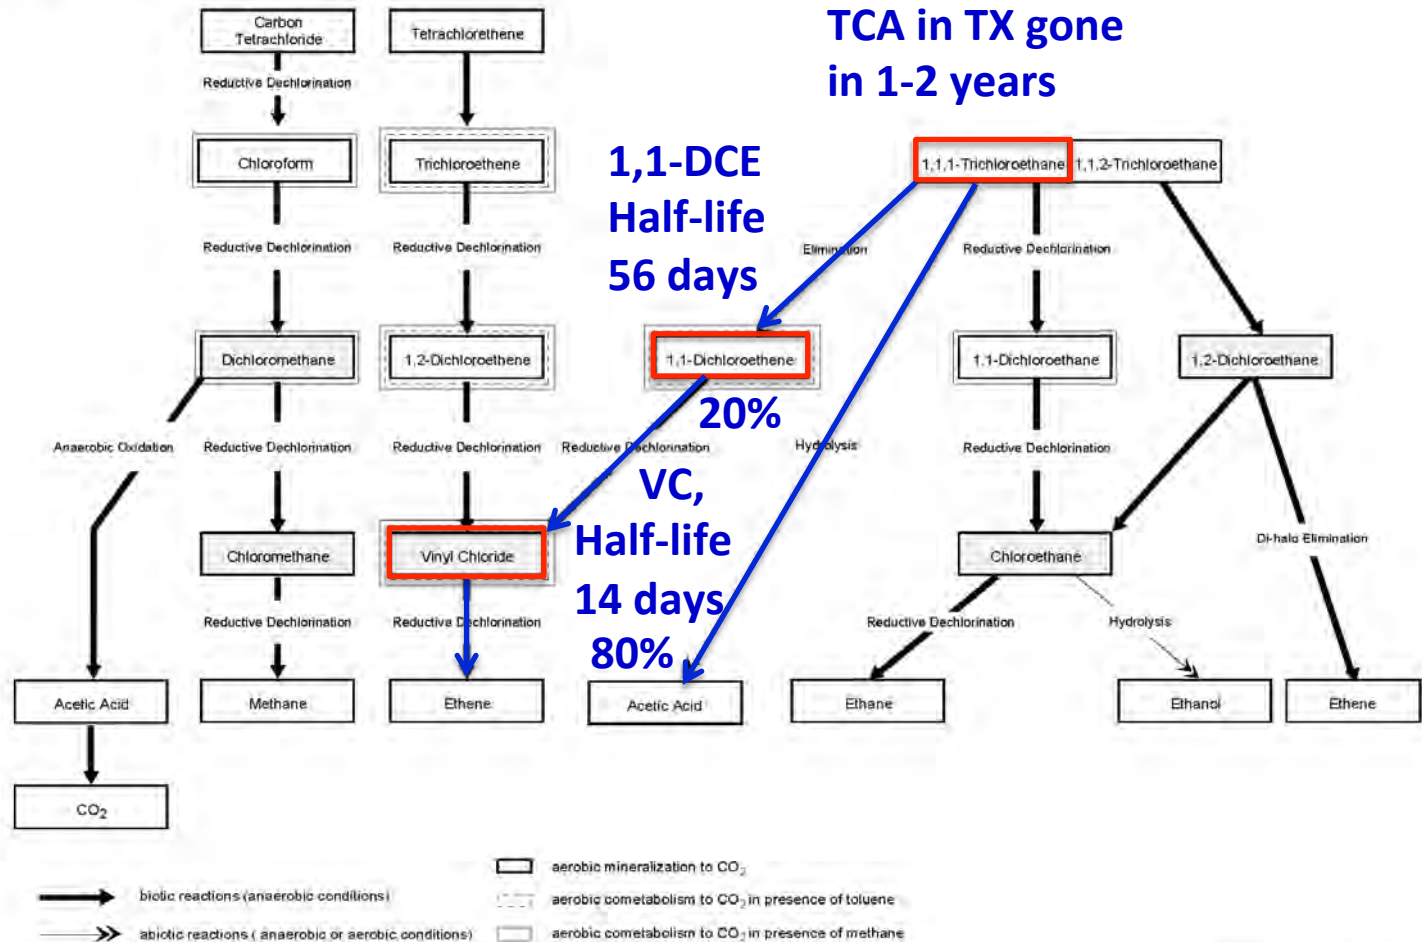 TCA in TX gone
in 1-2 years
Carbon
Tetrachloride
Tetrachlorethene
Reductive Dechlorination
Chloroform
Trichloroethene
1,1-DCE
Half-life
56 days
1,1,1-Trichloroethane
1,1,2-Trichloroethane
Reductive Dechlorination
Reductive Dechlorination
Elimination
Reductive Dechlorination
Dichloromethane
1,2-Dichloroethene
1,1-Dichloroethene
1,1-Dichloroethane
1,2-Dichloroethane
20%
Anaerobic Oxidation
Reductive Dechlorination
Reductive Dechlorination
Reductive Dechlorination
Hydrolysis
Reductive Dechlorination
VC,
Half-life
14 days
80%
Chloromethane
Vinyl Chloride
Chloroethane
Di-halo Elimination
Reductive Dechlorination
Reductive Dechlorination
Reductive Dechlorination
Hydrolysis
Acetic Acid
Methane
Ethene
Acetic Acid
Ethane
Ethanol
Ethene
CO2
biotic reactions (anaerobic conditions)
abiotic reactions ( anaerobic or aerobic conditions)
aerobic mineralization to CO2
aerobic cometabolism to CO2 in presence of toluene
aerobic cometabolism to CO2 in presence of methane